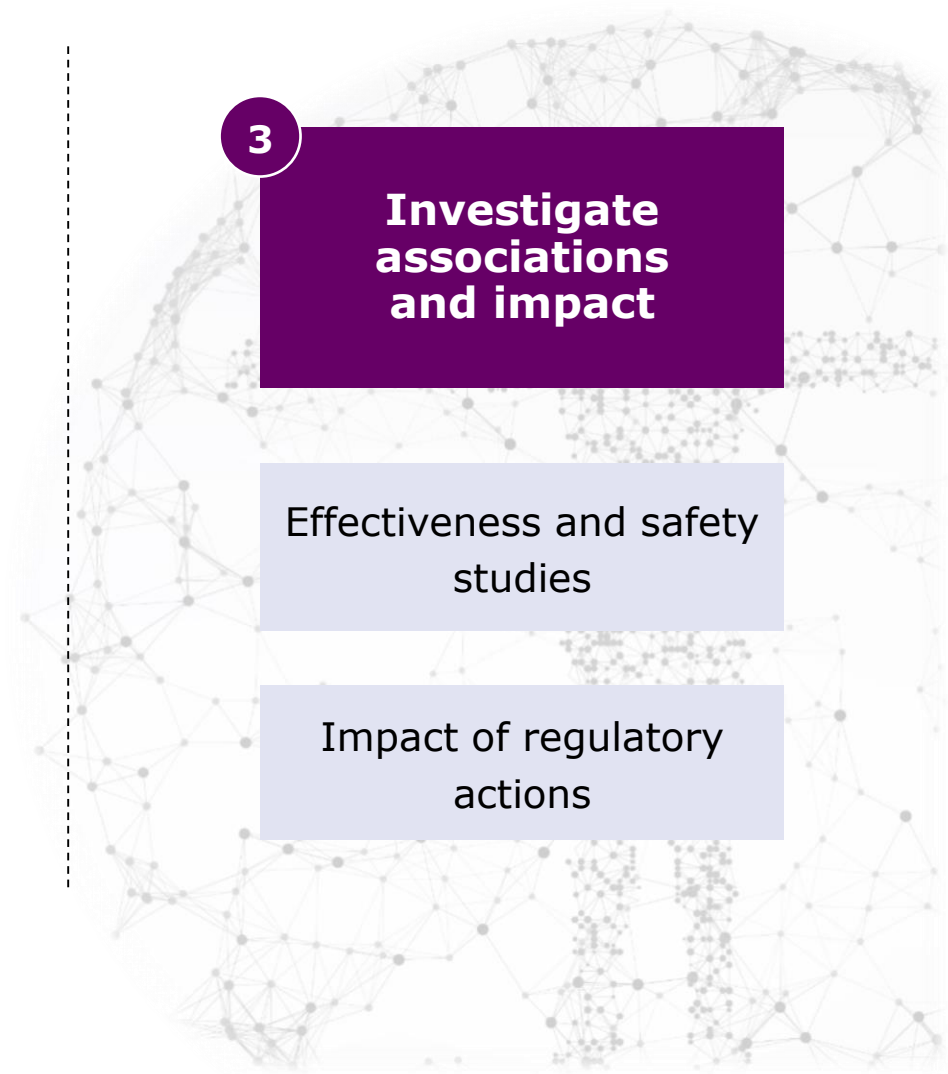 3
Investigate
associations
and impact
Effectiveness and safety
studies
Impact of regulatory
actions